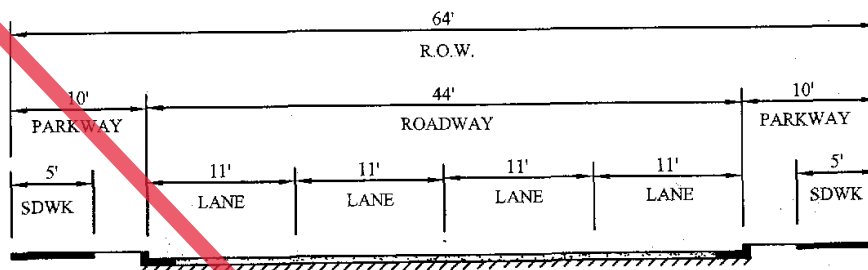 64'
R.O.W.
10' 44' 10'
PARKWAY ROADWAY PARKWAY
5' 11' 11' 11' 11' 5'
SDWK LANE LANE LANE LANE SDWK